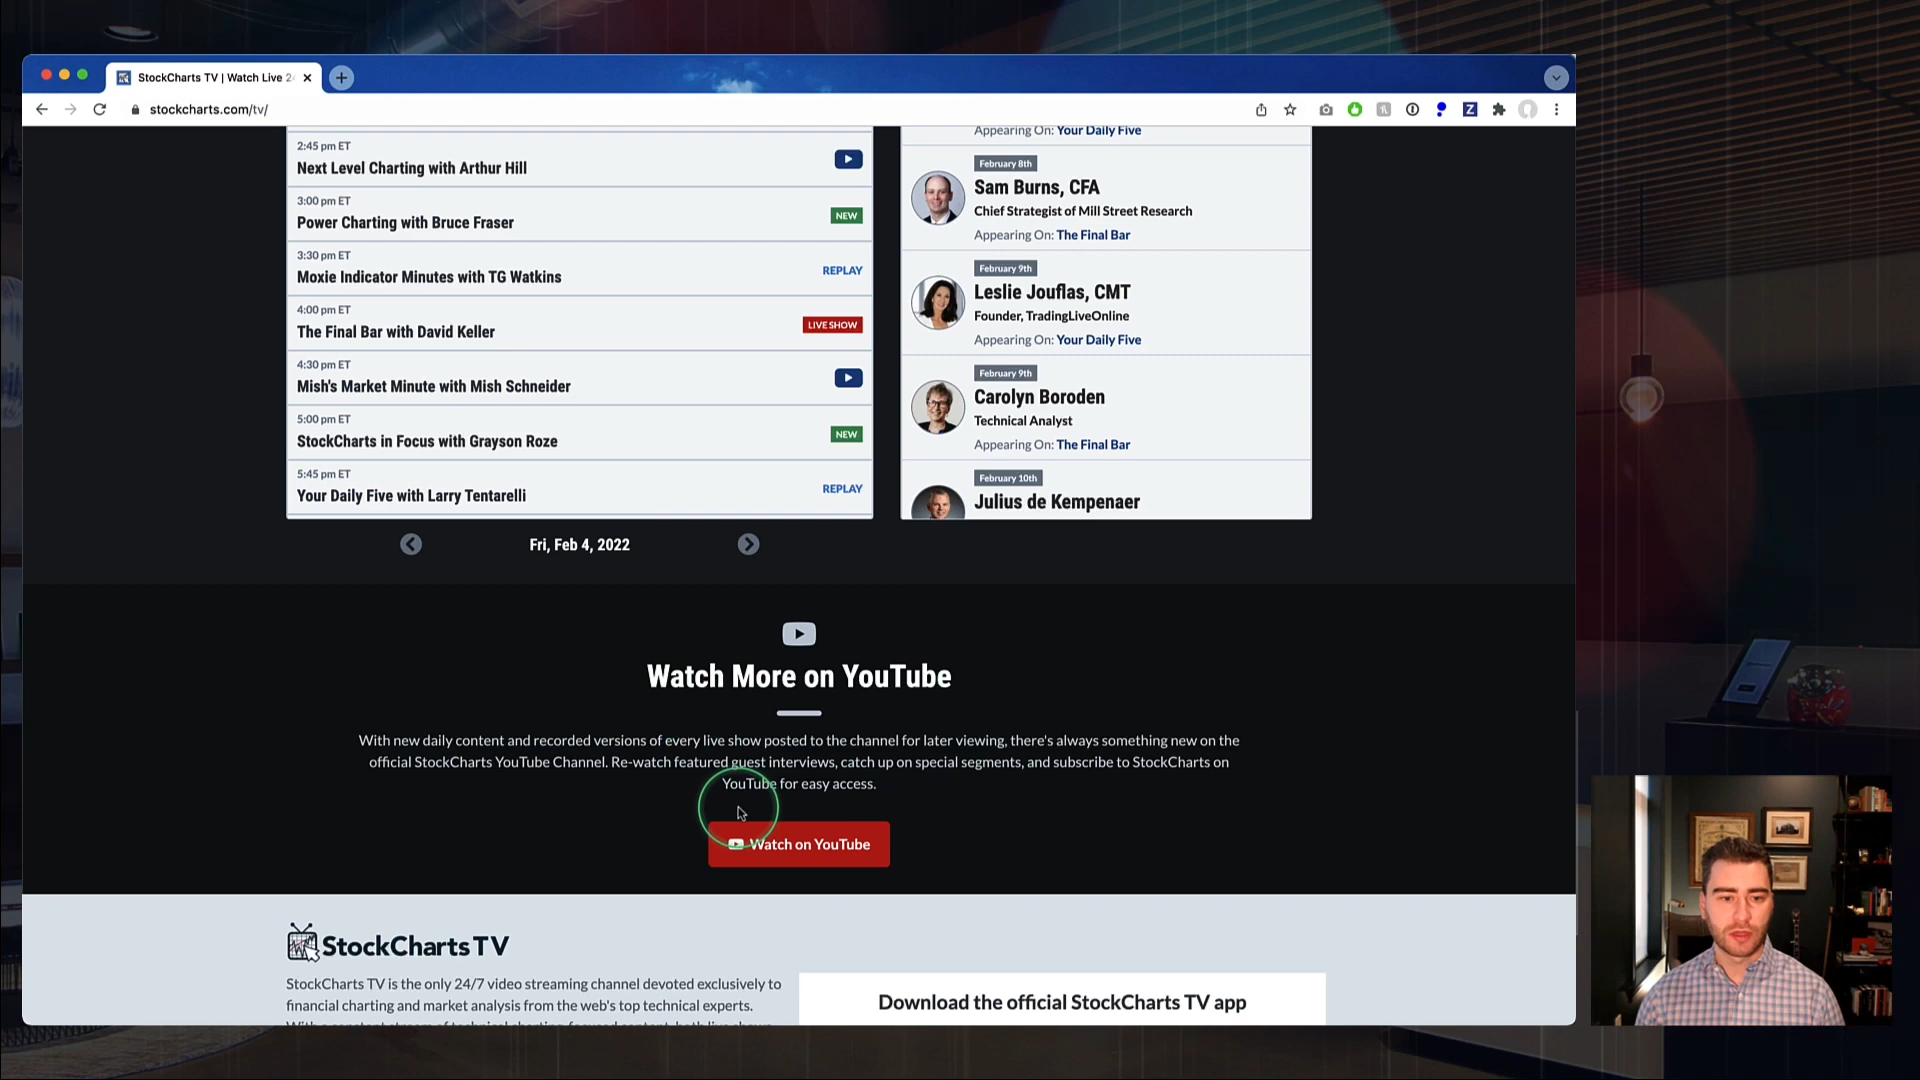 StockCharts TV | Watch Live 2
stockcharts.com/tv/
2:45 pm ET
Next Level Charting with Arthur Hill
3:00 pm ET
Power Charting with Bruce Fraser
NEW
3:30 pm ET
Moxie Indicator Minutes with TG Watkins
REPLAY
4:00 pm ET
The Final Bar with David Keller
LIVE SHOW
4:30 pm ET
Mish's Market Minute with Mish Schneider
5:00 pm ET
StockCharts in Focus with Grayson Roze
NEW
5:45 pm ET
Your Daily Five with Larry Tentarelli
REPLAY
Fri, Feb 4, 2022
Appearing On: Your Daily Five
February 8th
Sam Burns, CFA
Chief Strategist of Mill Street Research
Appearing On: The Final Bar
February 9th
Leslie Jouflas, CMT
Founder, TradingLiveOnline
Appearing On: Your Daily Five
February 9th
Carolyn Boroden
Technical Analyst
Appearing On: The Final Bar
February 10th
Julius de Kempenaer
Watch More on YouTube
With new daily content and recorded versions of every live show posted to the channel for later viewing, there's always something new on the
official StockCharts YouTube Channel. Re-watch featured guest interviews, catch up on special segments, and subscribe to StockCharts on
YouTube for easy access.
Watch on YouTube
StockCharts TV
StockCharts TV is the only 24/7 video streaming channel devoted exclusively to
financial charting and market analysis from the web's top technical experts.
Download the official StockCharts TV app